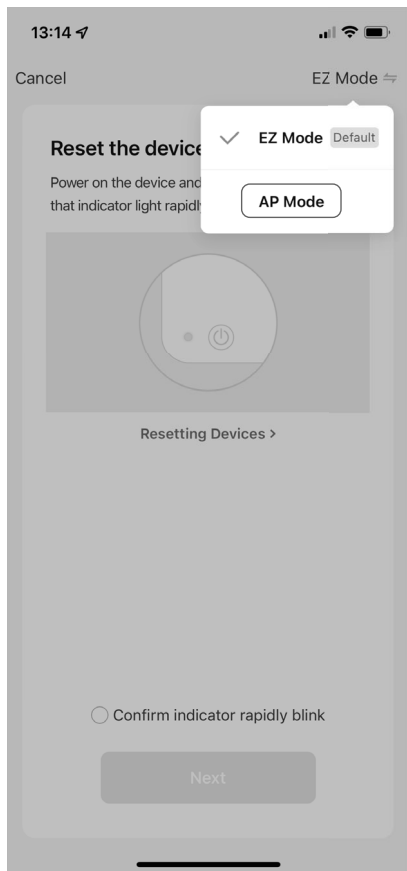 13:14
Cancel
EZ Mode
EZ Mode Default
AP Mode
Reset the device
Power on the device and
that indicator light rapidl
Resetting Devices >
Confirm indicator rapidly blink
Next